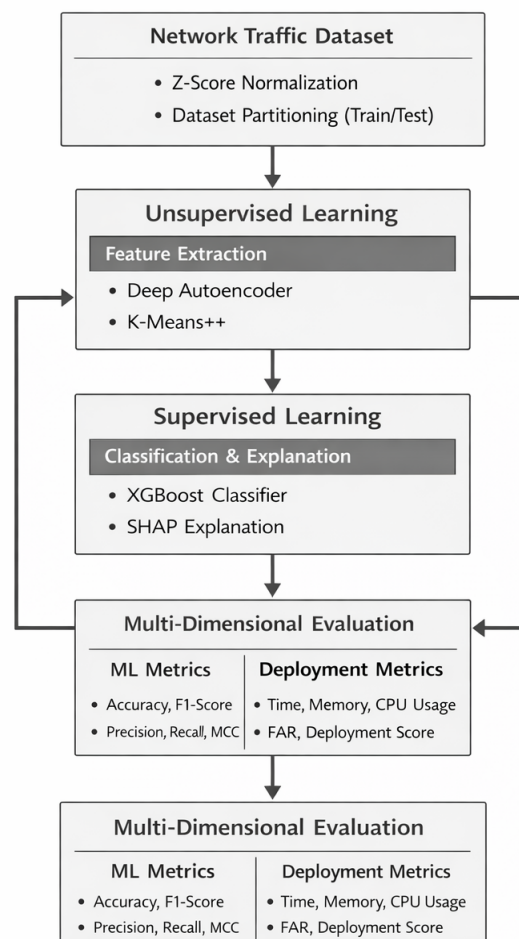 Network Traffic Dataset
• Z-Score Normalization
• Dataset Partitioning (Train/Test)
Unsupervised Learning
Feature Extraction
• Deep Autoencoder
• K-Means++
Supervised Learning
Classification & Explanation
• XGBoost Classifier
• SHAP Explanation
Multi-Dimensional Evaluation
ML Metrics
• Accuracy, F1-Score
• Precision, Recall, MCC
Deployment Metrics
• Time, Memory, CPU Usage
• FAR, Deployment Score
Multi-Dimensional Evaluation
ML Metrics
• Accuracy, F1-Score
• Precision, Recall, MCC
Deployment Metrics
• Time, Memory, CPU Usage
• FAR, Deployment Score